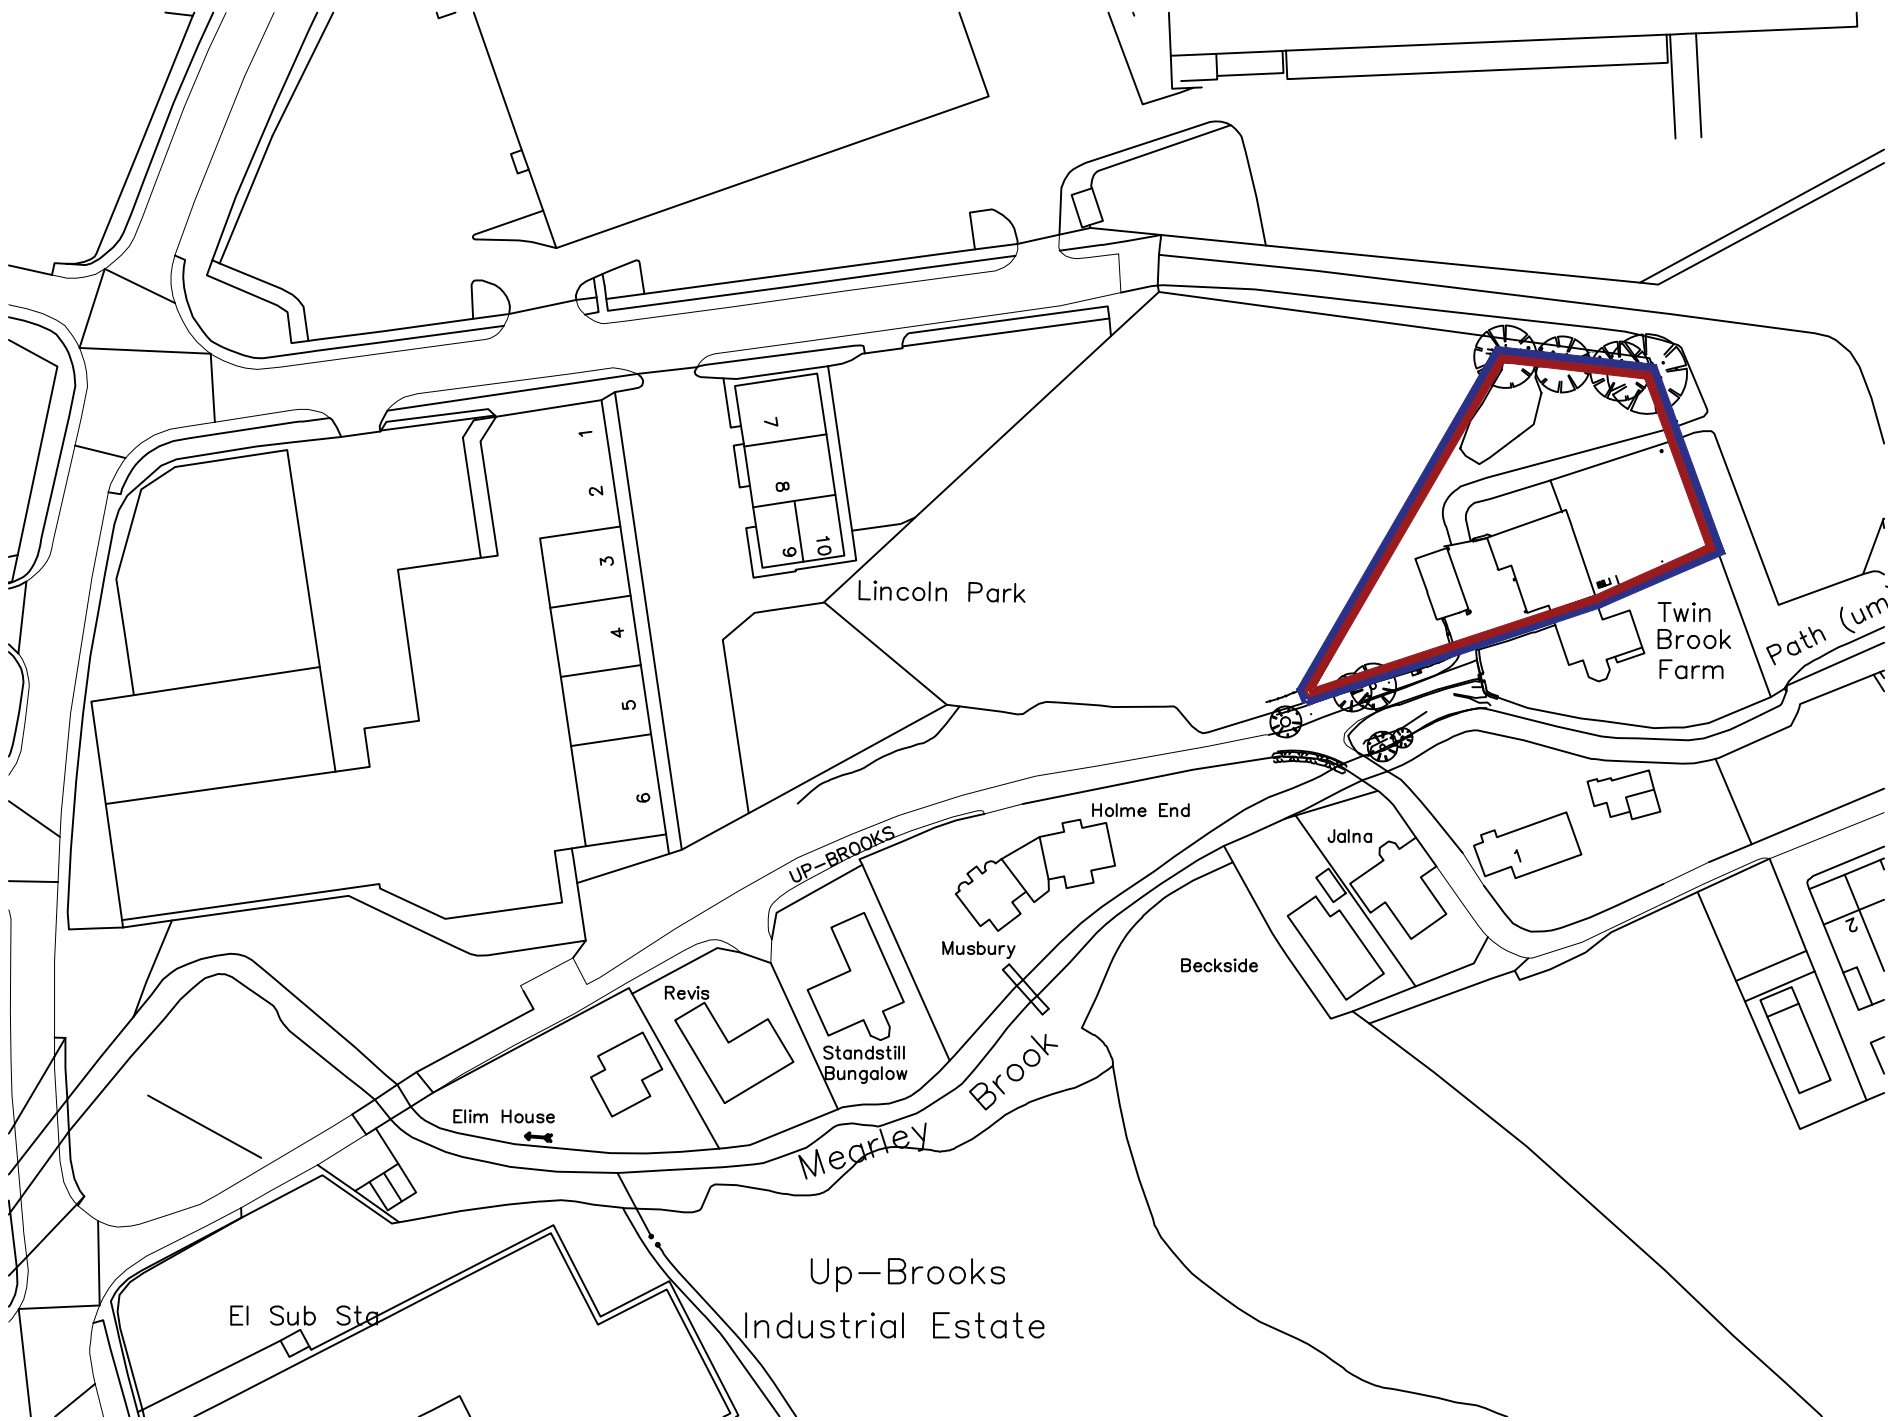 1
2
3
4
5
6
7
8
9
10
Lincoln Park
Twin
Brook
Farm
Path (um
UP-BROOKS
Holme End
Jalna
1
2
Musbury
Beckside
Revis
Standstill
Bungalow
Elim House
Mearley Brook
Up-Brooks
Industrial Estate
El Sub Sta